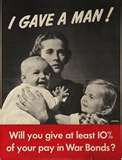 I GAVE A MAN!
Will you give at least 10%
of your pay in War Bonds?